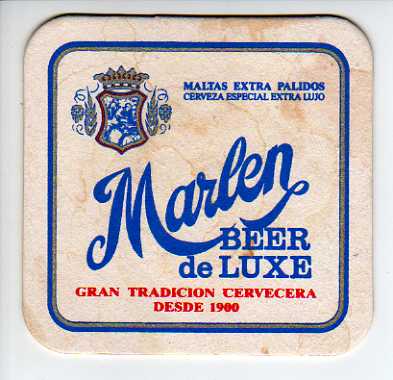 MALTAS EXTRA PALIDOS
CERVEZA ESPECIAL EXTRA LUJO
Marlen
BEER
de LUXE
GRAN TRADICION CERVECERA
DESDE 1900